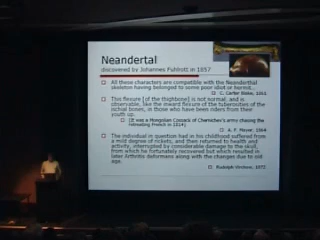 Neandertal
discovered by Johannes Fuhlrott in 1857
All these characters are compatible with the Neanderthal
skeleton having belonged to some poor idiot or hermit...
C. Carter Blake, 1861
This flexure [of the thighbone] is not normal, and is
observable, like the inward flexure of the tuberosities of the
ischial bones, in those who have been riders from their
youth up.
(It was a Mongolian Cossack of Chernitzev's army chasing the
retreating French in 1814)
A. F. Mayer, 1864
The individual in question had in his childhood suffered from
a mild degree of rickets, and then returned to health and
activity, interrupted by considerable damage to the skull,
from which he fortunately recovered but which resulted in
later Arthritis deformans along with the changes due to old
age.
Rudolph Virchow, 1872